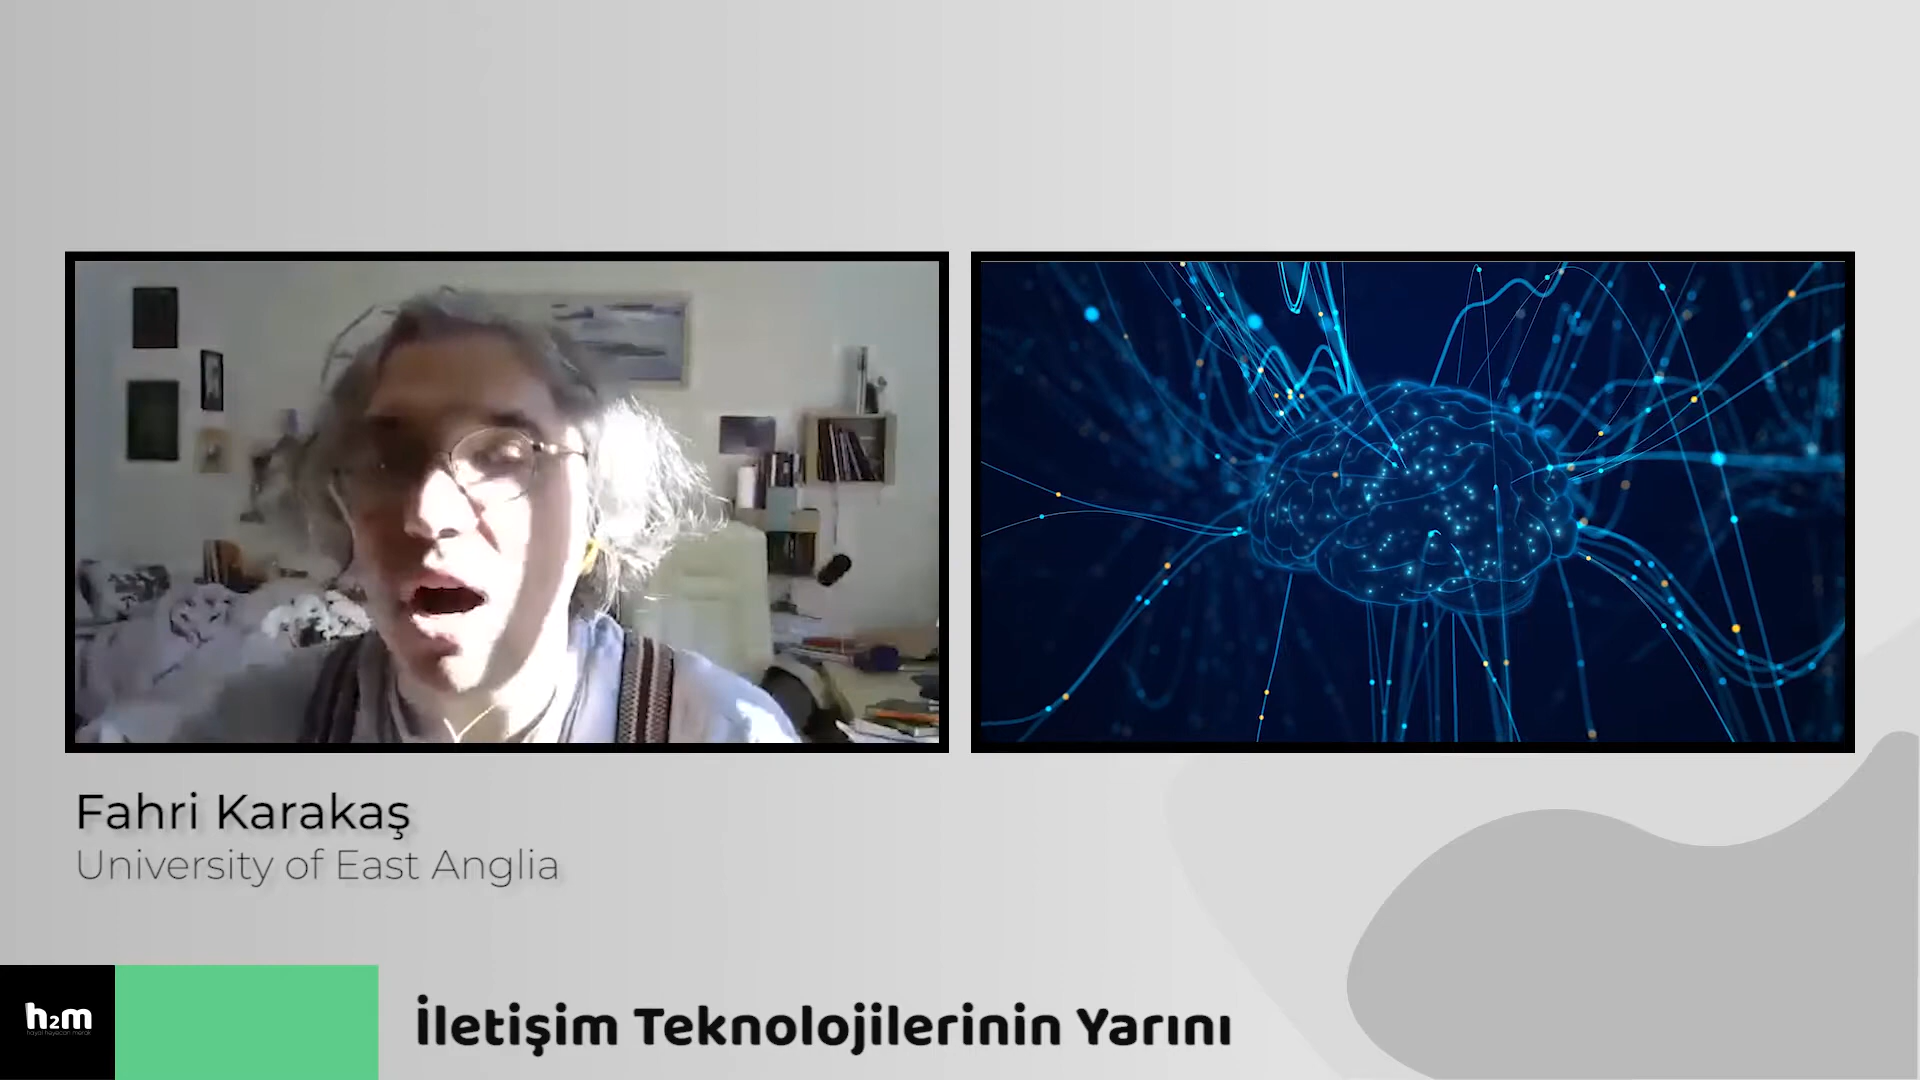 Fahri Karakaş
University of East Anglia
h2m
İletişim Teknolojilerinin Yarını